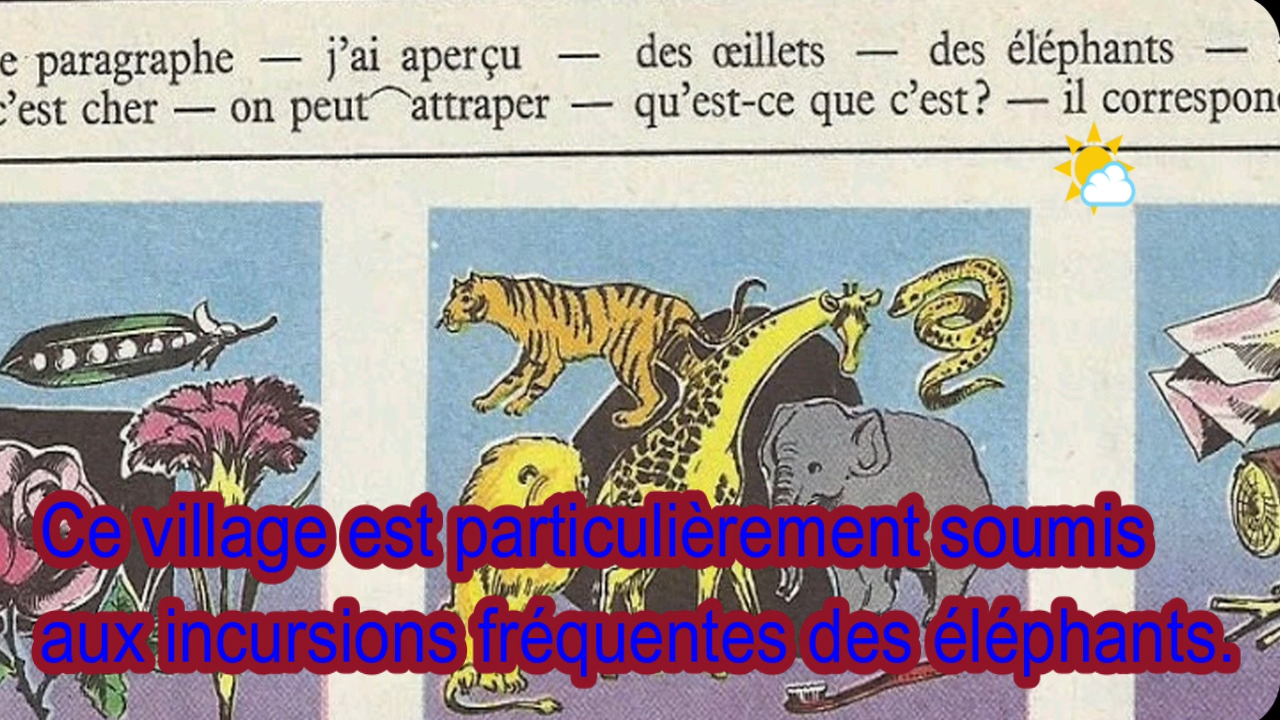 paragraphe — j’ai aperçu — des œillets — des éléphants —
c’est cher — on peut attraper — qu’est-ce que c’est? — il
Ce village est particulièrement soumis
aux incursions fréquentes des éléphants.